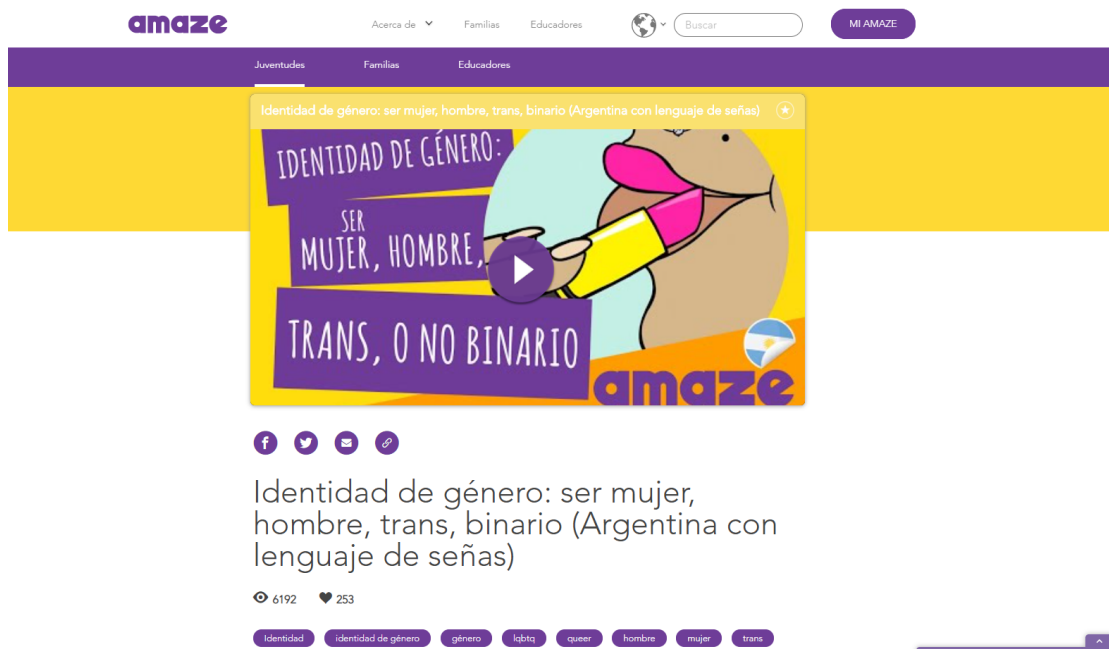 amaze
Acerca de
Familias
Educadores
Buscar
MI AMAZE
Juventudes
Familias
Educadores
Identidad de género: ser mujer, hombre, trans, binario (Argentina con lenguaje de señas)
IDENTIDAD DE GÉNERO:
SER
MUJER, HOMBRE,
TRANS, O NO BINARIO
amaze
Identidad de género: ser mujer,
hombre, trans, binario (Argentina con
lenguaje de señas)
6192 253
Identidad identidad de género género lqbtq queer hombre mujer trans